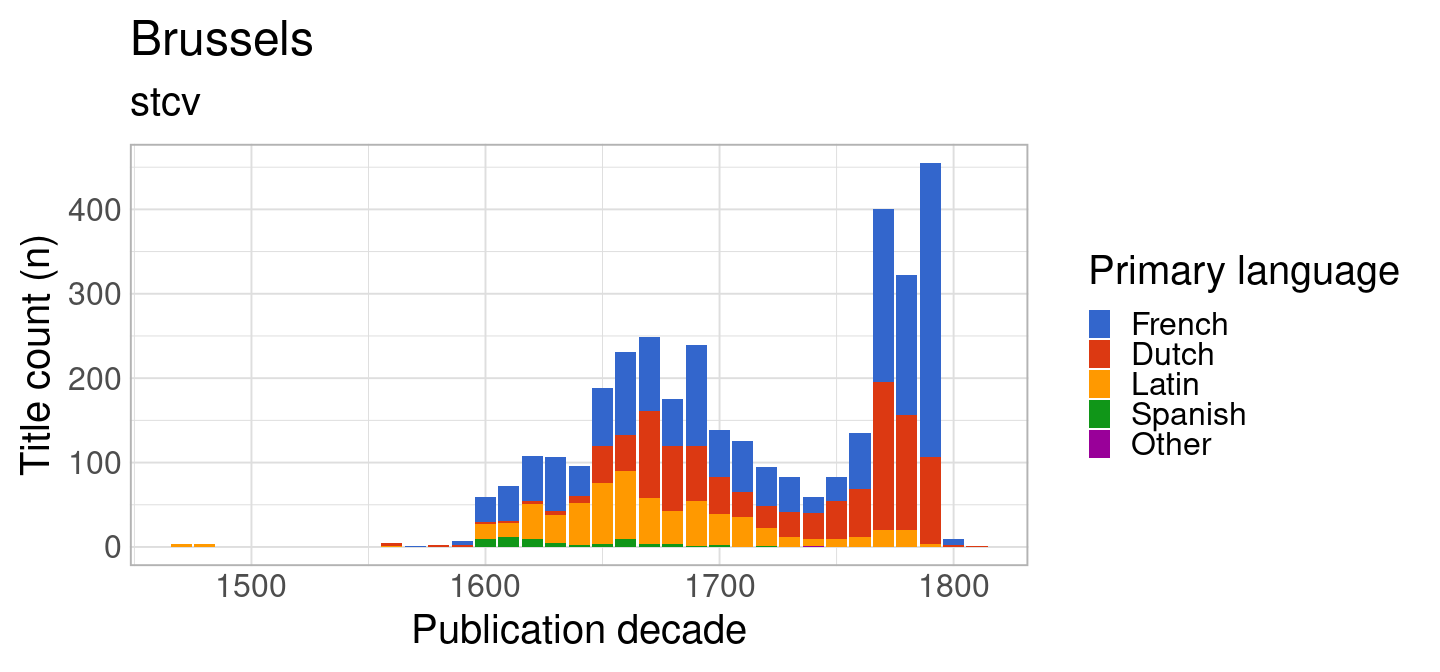 Brussels
stcv
Title count (n)
400
300
200
100
0
1500 1600 1700 1800
Publication decade
Primary language
French
Dutch
Latin
Spanish
Other